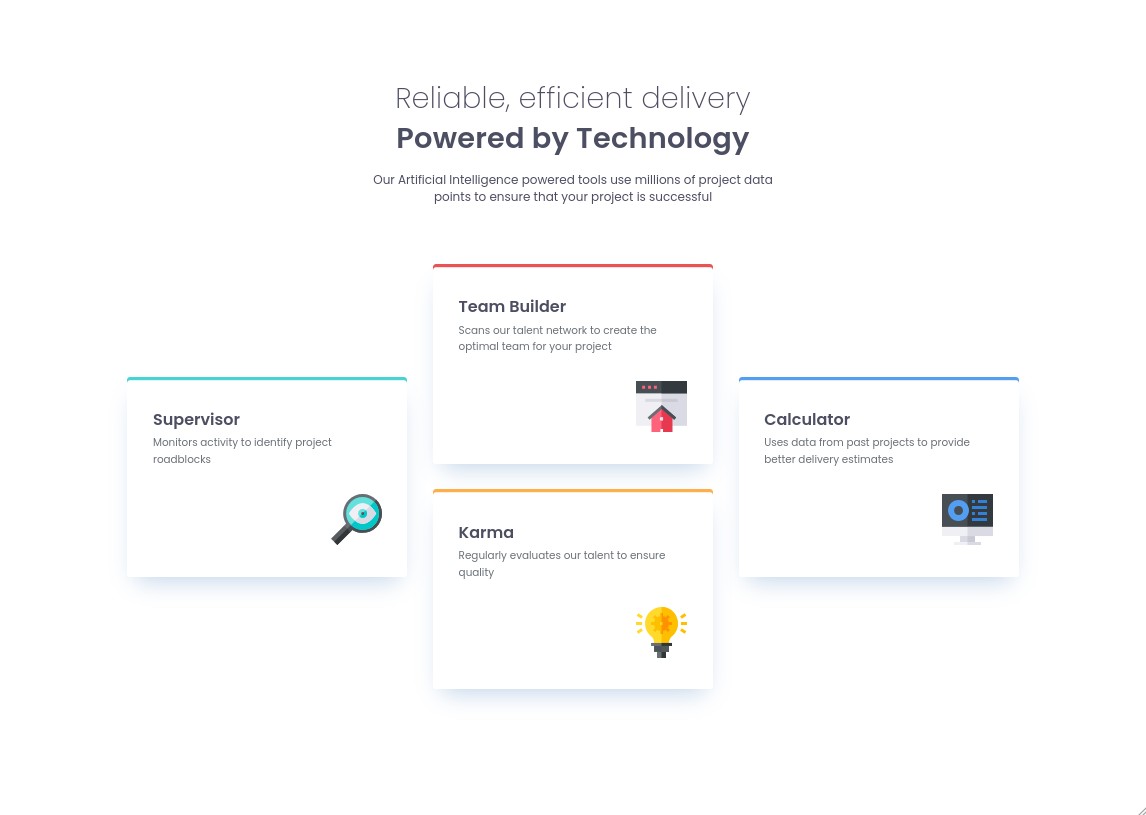 Reliable, efficient delivery
Powered by Technology
Our Artificial Intelligence powered tools use millions of project data
points to ensure that your project is successful
Supervisor
Monitors activity to identify project
roadblocks
Team Builder
Scans our talent network to create the
optimal team for your project
Karma
Regularly evaluates our talent to ensure
quality
Calculator
Uses data from past projects to provide
better delivery estimates